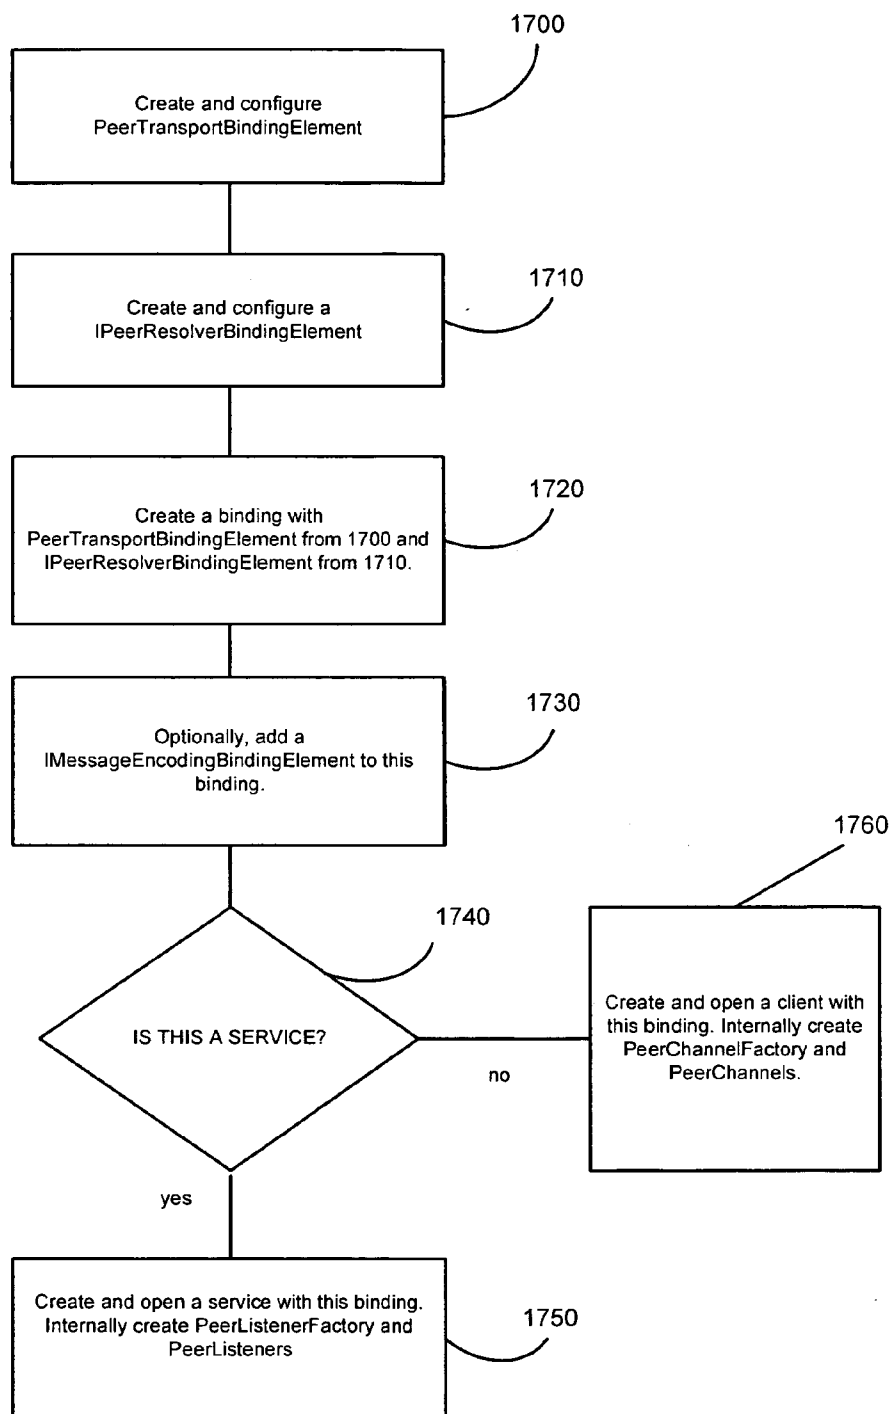 1700
Create and configure
PeerTransportBindingElement
1710
Create and configure a
IPeerResolverBindingElement
1720
Create a binding with
PeerTransportBindingElement from 1700 and
IPeerResolverBindingElement from 1710.
1730
Optionally, add a
IMessageEncodingBindingElement to this
binding.
1760
1740
IS THIS A SERVICE?
Create and open a client with
this binding. Internally create
PeerChannelFactory and
PeerChannels.
no
yes
Create and open a service with this binding.
Internally create PeerListenerFactory and
PeerListeners
1750